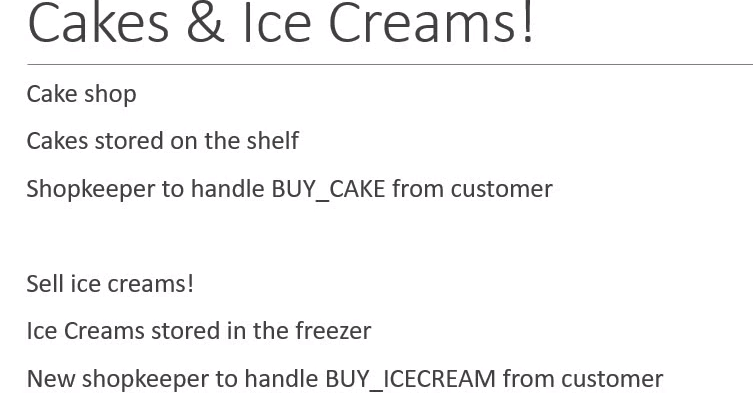 Cakes & Ice Creams!
Cake shop
Cakes stored on the shelf
Shopkeeper to handle BUY_CAKE from customer
Sell ice creams!
Ice Creams stored in the freezer
New shopkeeper to handle BUY_ICECREAM from customer